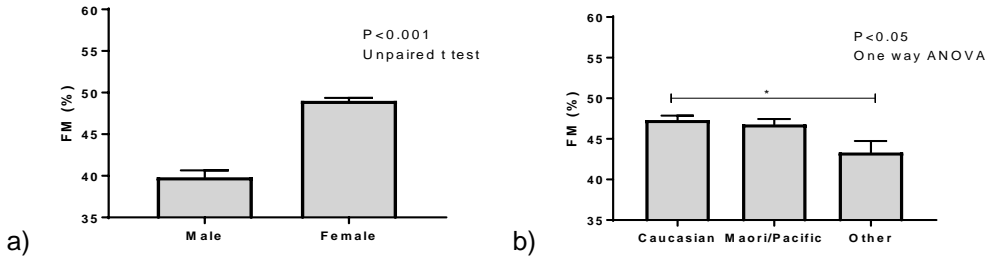 a)
FM (%)
60
55
50
45
40
35
P<0.001
Unpaired t test
Male Female
b)
FM (%)
60
55
50
45
40
35
P<0.05
One way ANOVA
*
Caucasian Maori/Pacific Other